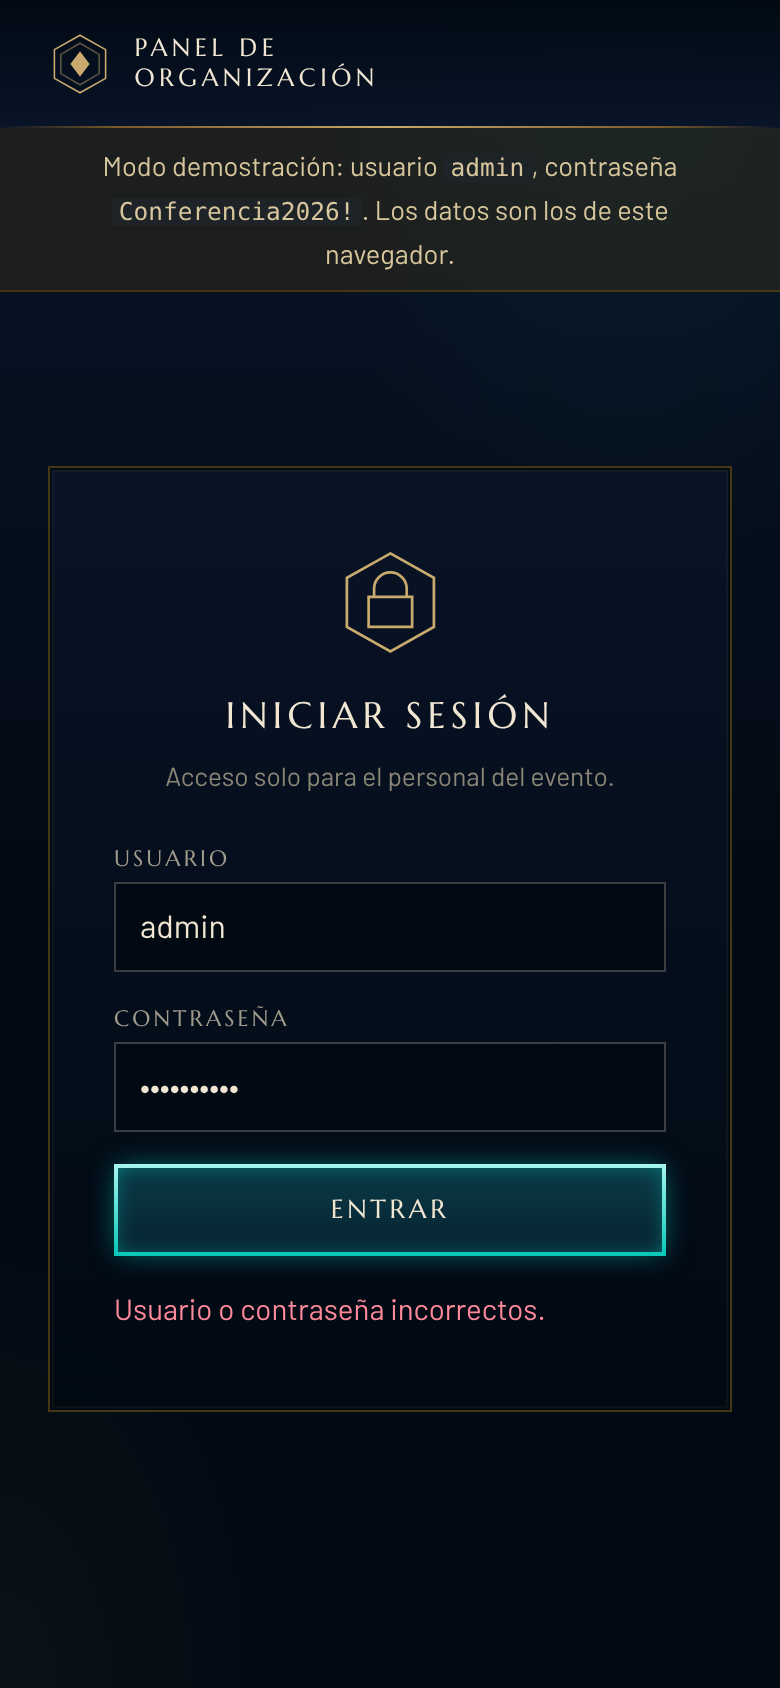 PANEL DE
ORGANIZACIÓN
Modo demostración: usuario admin, contraseña
Conferencia2026!. Los datos son los de este
navegador.
INICIAR SESIÓN
Acceso solo para el personal del evento.
USUARIO
admin
CONTRASEÑA
••••••••••
ENTRAR
Usuario o contraseña incorrectos.